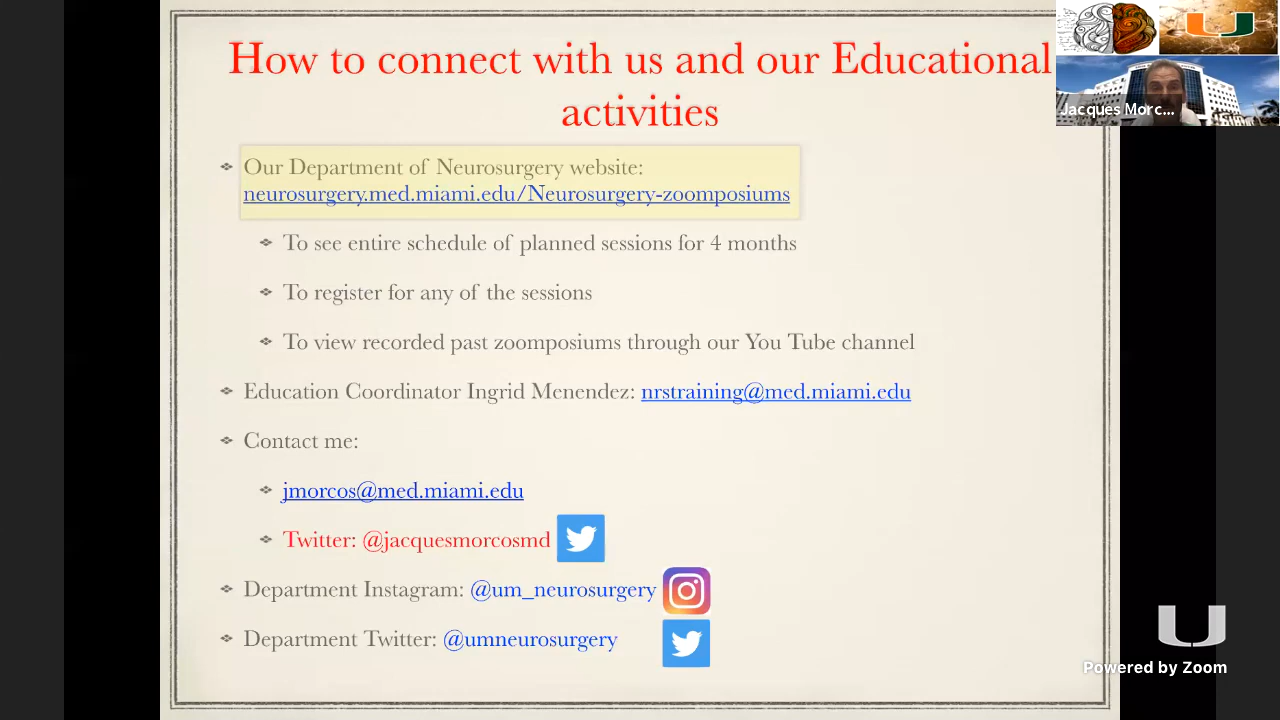 How to connect with us and our Educational
activities
Our Department of Neurosurgery website:
neurosurgery.med.miami.edu/Neurosurgery-zoomposiums
To see entire schedule of planned sessions for 4 months
To register for any of the sessions
To view recorded past zoomposiums through our You Tube channel
Education Coordinator Ingrid Menendez: nrstraining@med.miami.edu
Contact me:
jmorcos@med.miami.edu
Twitter: @jacquesmorcosmd
Department Instagram: @um_neurosurgery
Department Twitter: @umneurosurgery
Jacques Morc...
Powered by Zoom